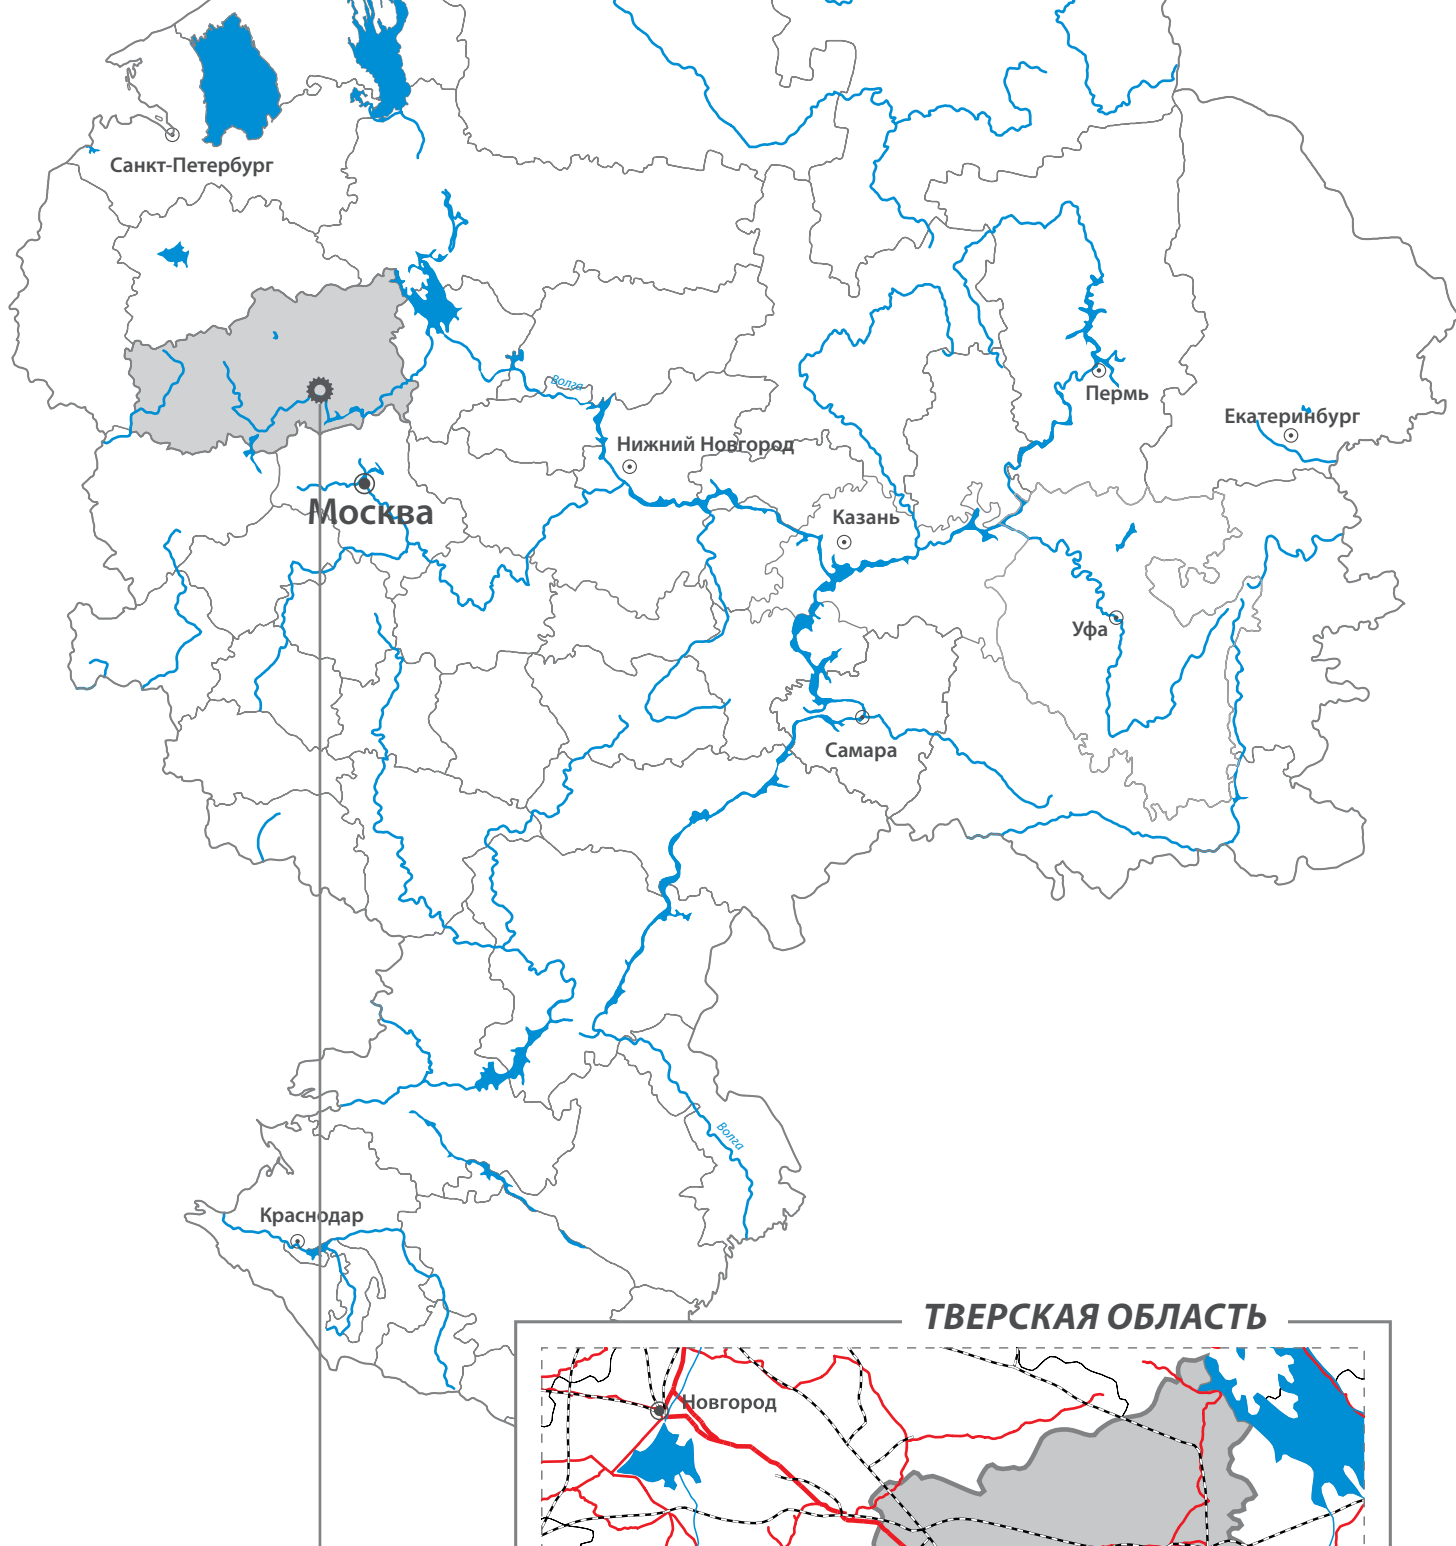 Санкт-Петербург
Волга
Пермь
Екатеринбург
Нижний Новгород
Москва
Казань
Уфа
Самара
Волга
Краснодар
ТВЕРСКАЯ ОБЛАСТЬ
Новгород